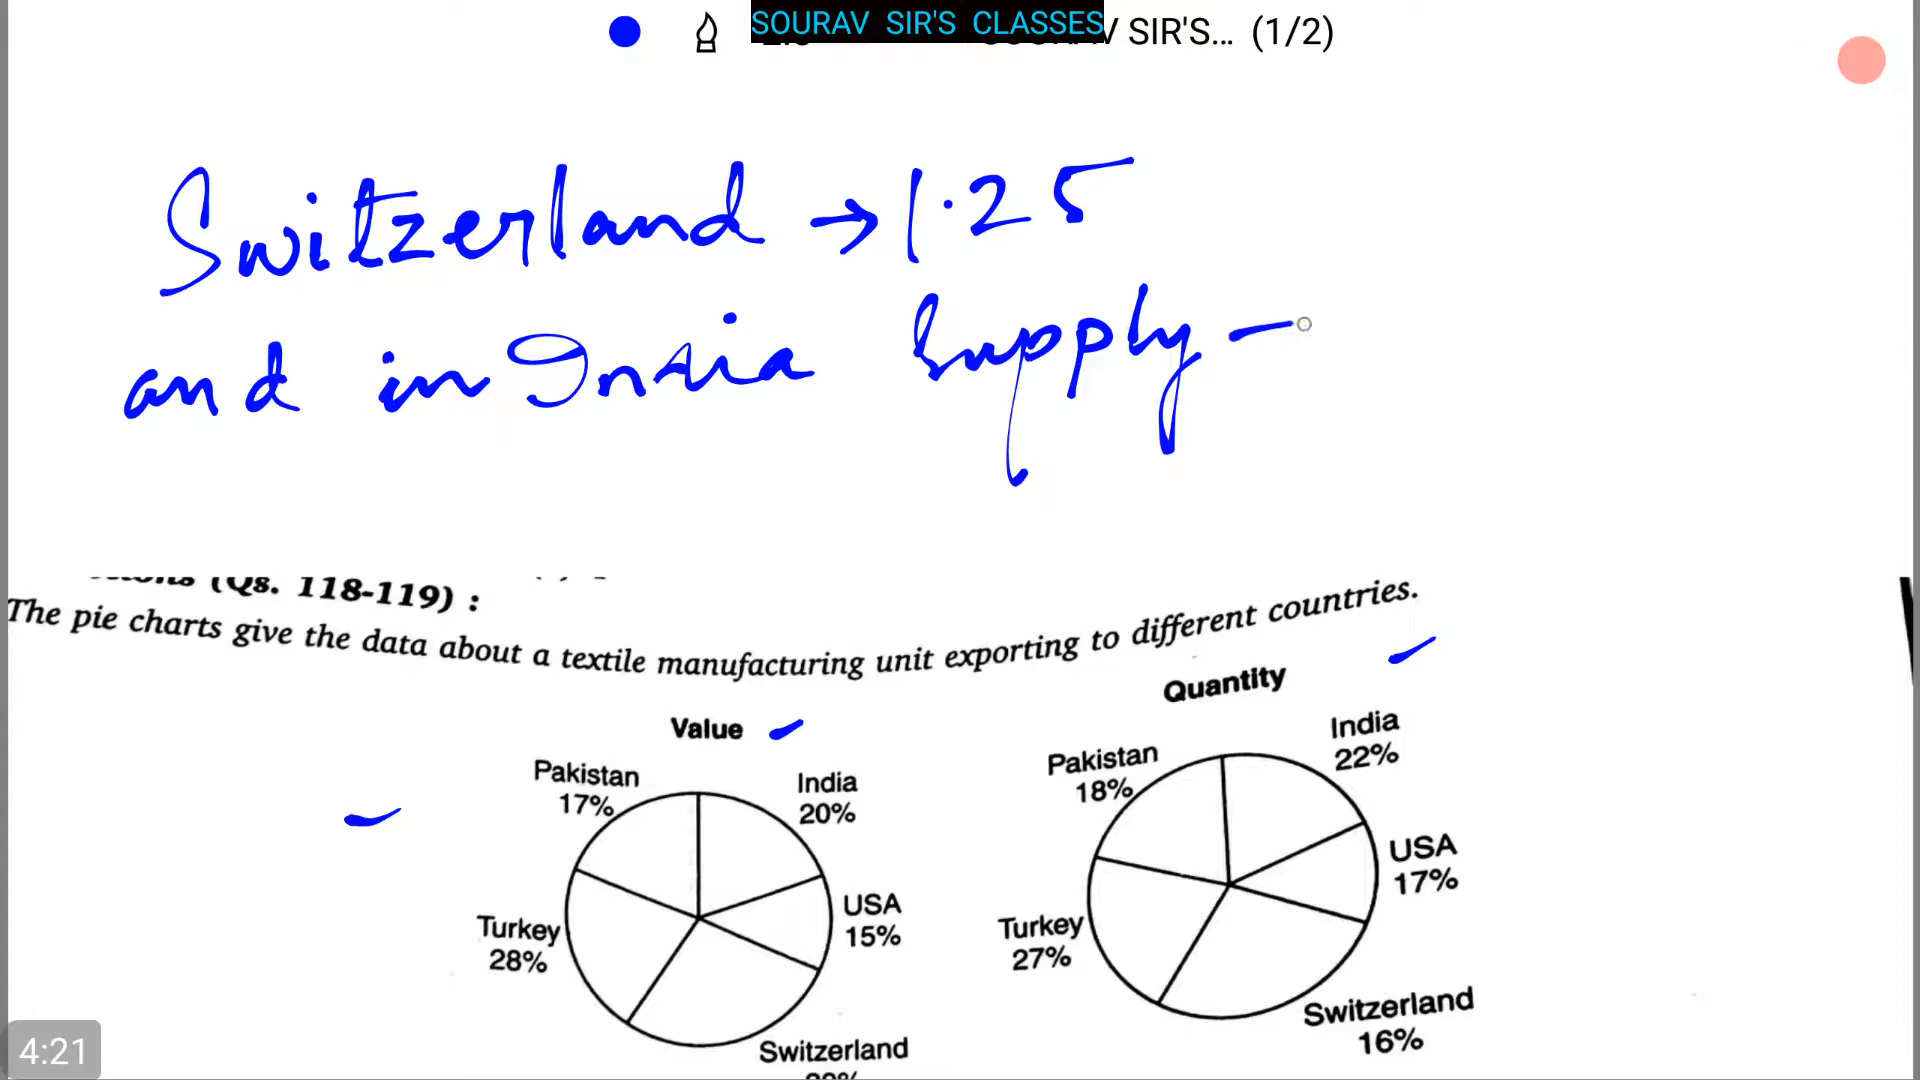 SOURAV SIR'S CLASSES
V SIR'S... (1/2)
Switzerland → 1.25
and in India Supply —
(Qs. 118-119) :
The pie charts give the data about a textile manufacturing unit exporting to different countries.
Value
Pakistan
17%
India
20%
USA
15%
Turkey
28%
Switzerland
Quantity
Pakistan
18%
India
22%
USA
17%
Turkey
27%
Switzerland
16%
4:21